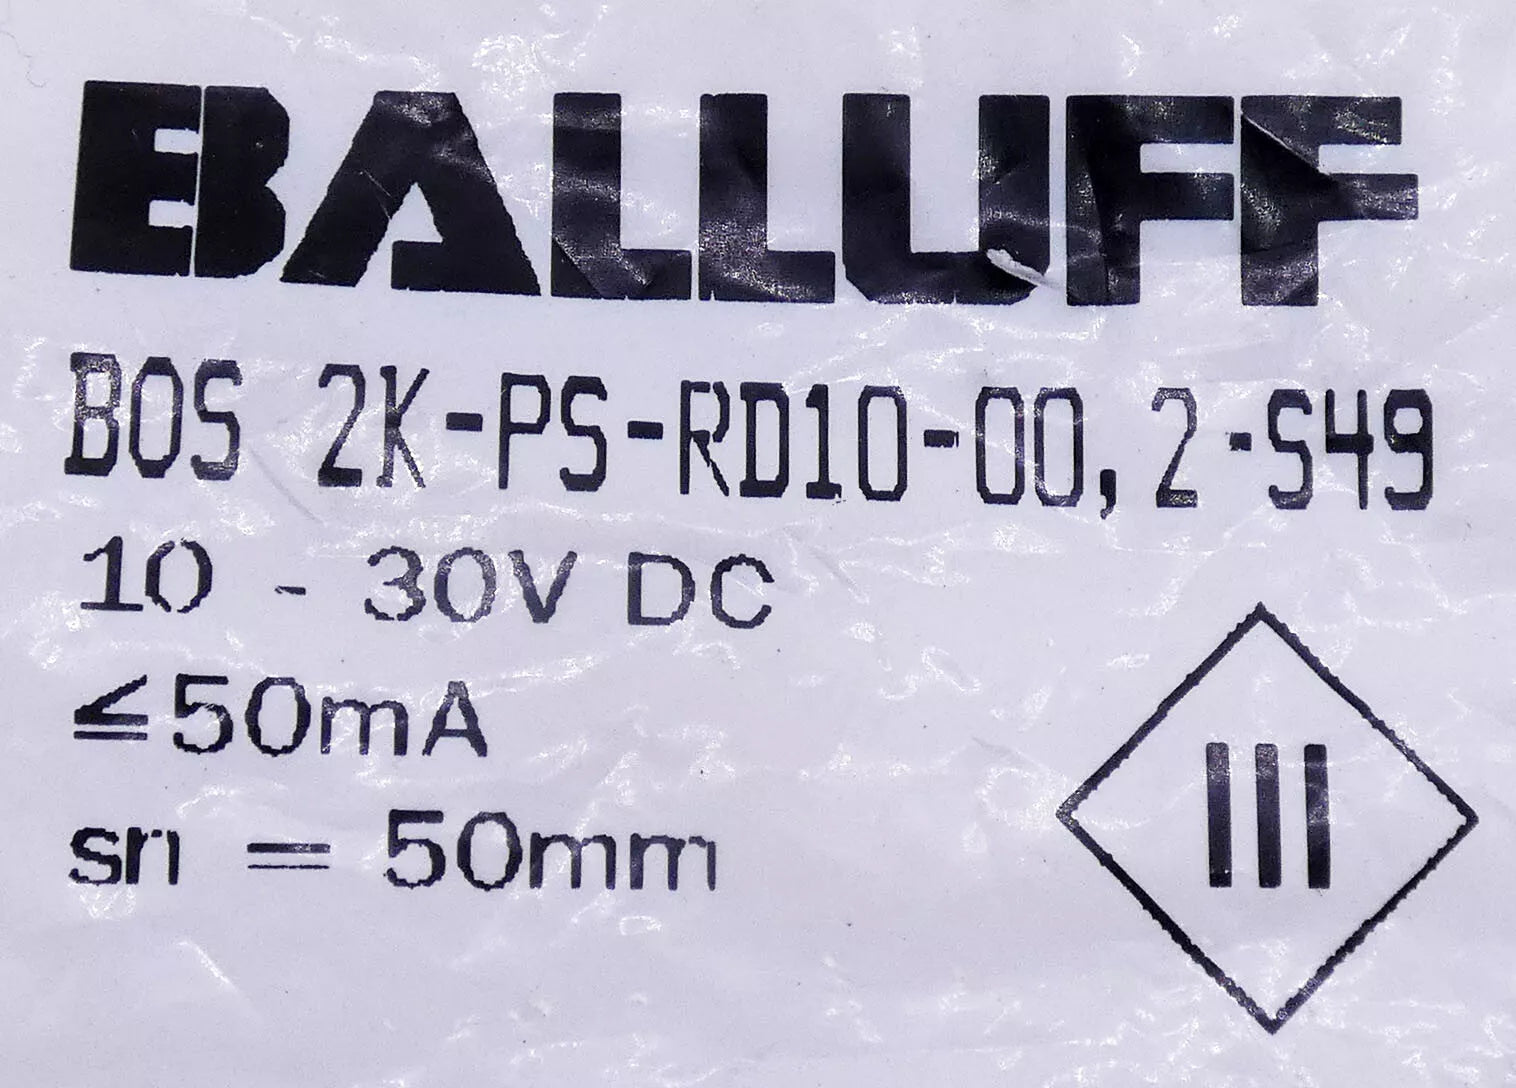 BALLUFF
BOS 2K-PS-RD10-00,2-S49
10 - 30V DC
≤50mA
sn = 50mm
III